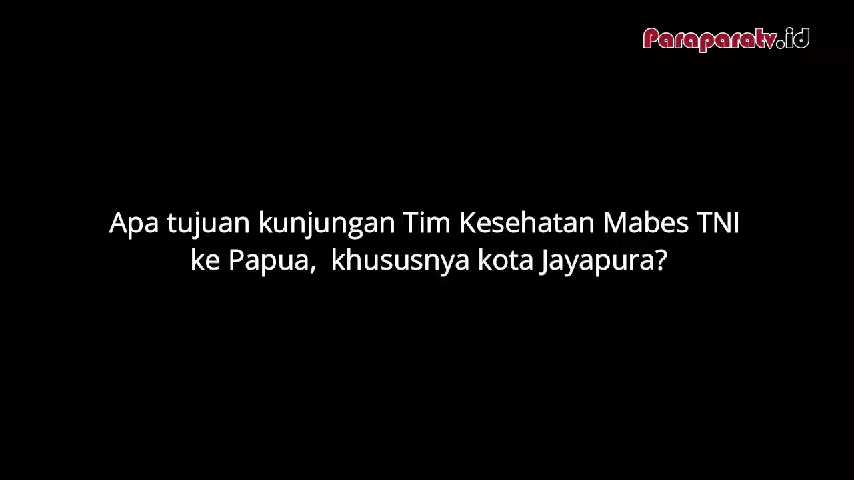 Paraparatv.id
Apa tujuan kunjungan Tim Kesehatan Mabes TNI
ke Papua,  khususnya kota Jayapura?